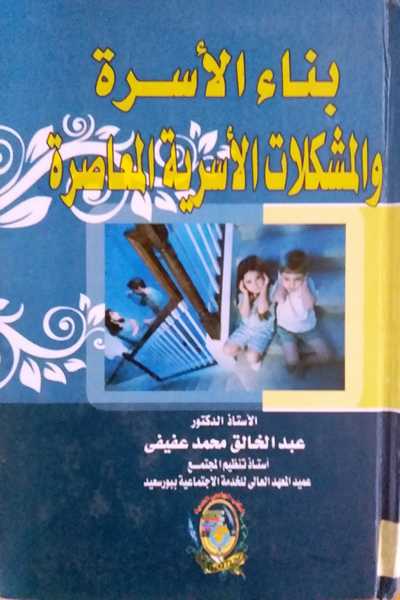 بناء الأسرة
والمشكلات الأسرية المعاصرة
الأستاذ الدكتور
عبد الخالق محمد عفيفى
أستاذ تنظيم المجتمع
عميد المعهد العالى للخدمة الاجتماعية ببورسعيد